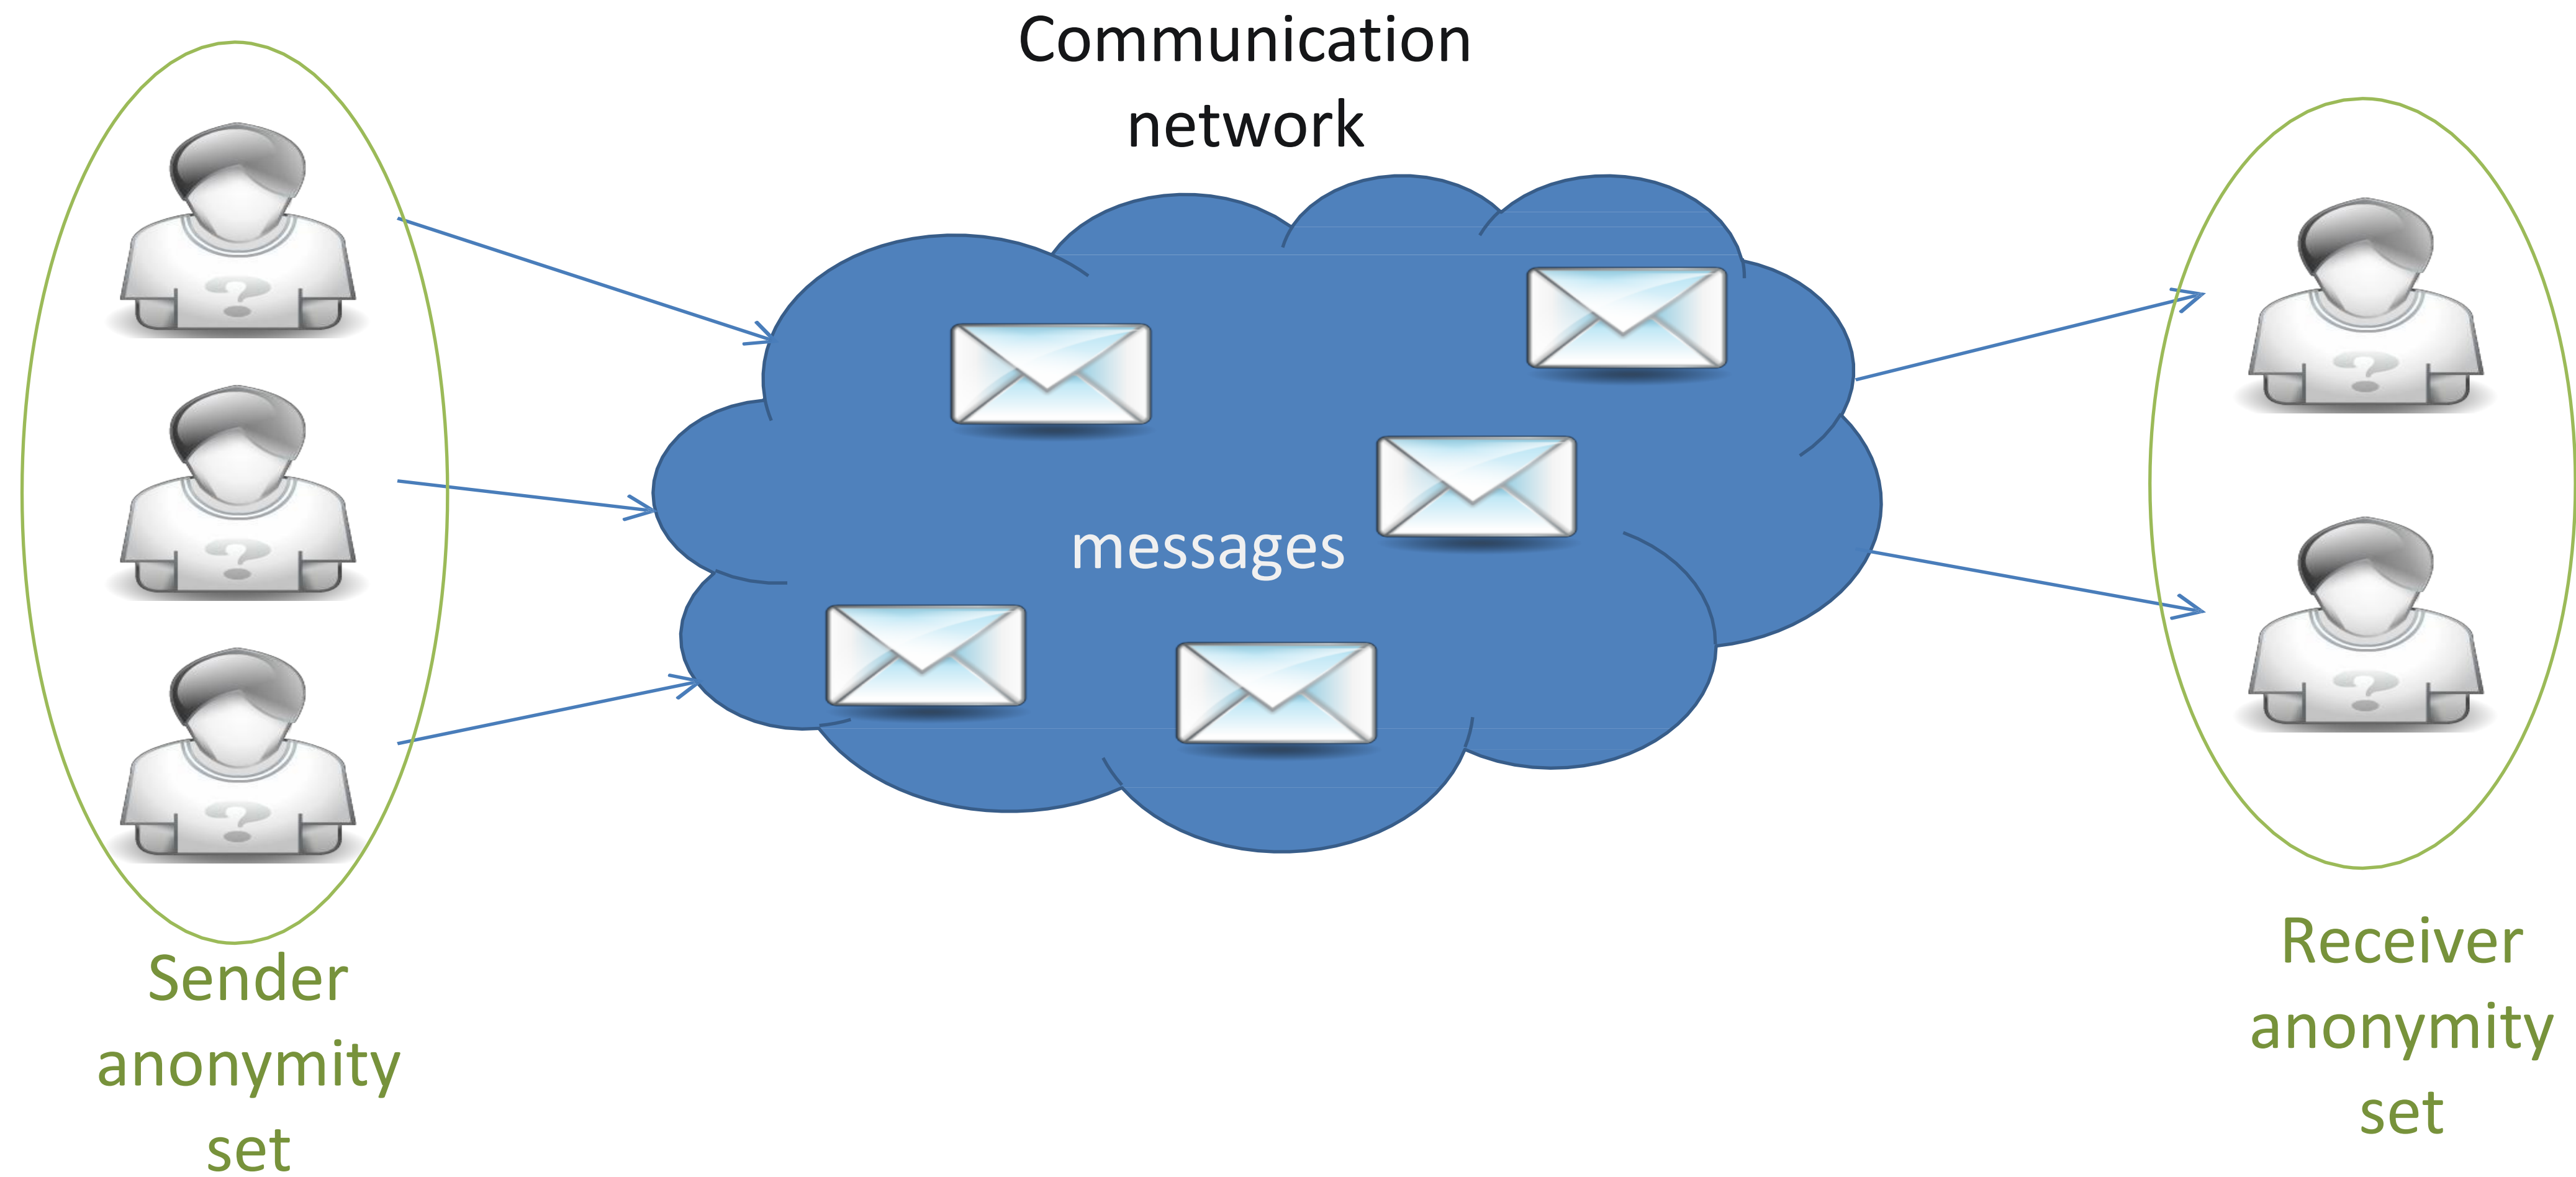 Communication
network
messages
Sender
anonymity
set
Receiver
anonymity
set
?
?
?
?
?